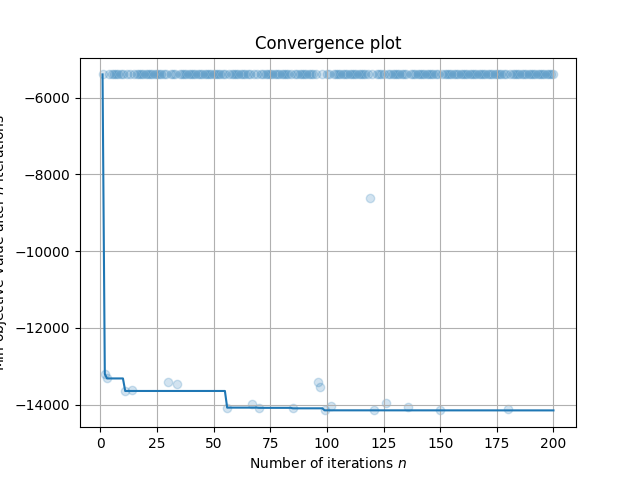 Convergence plot
−6000
−8000
−10000
−12000
−14000
0 25 50 75 100 125 150 175 200
Number of iterations n
objective value after n iterations